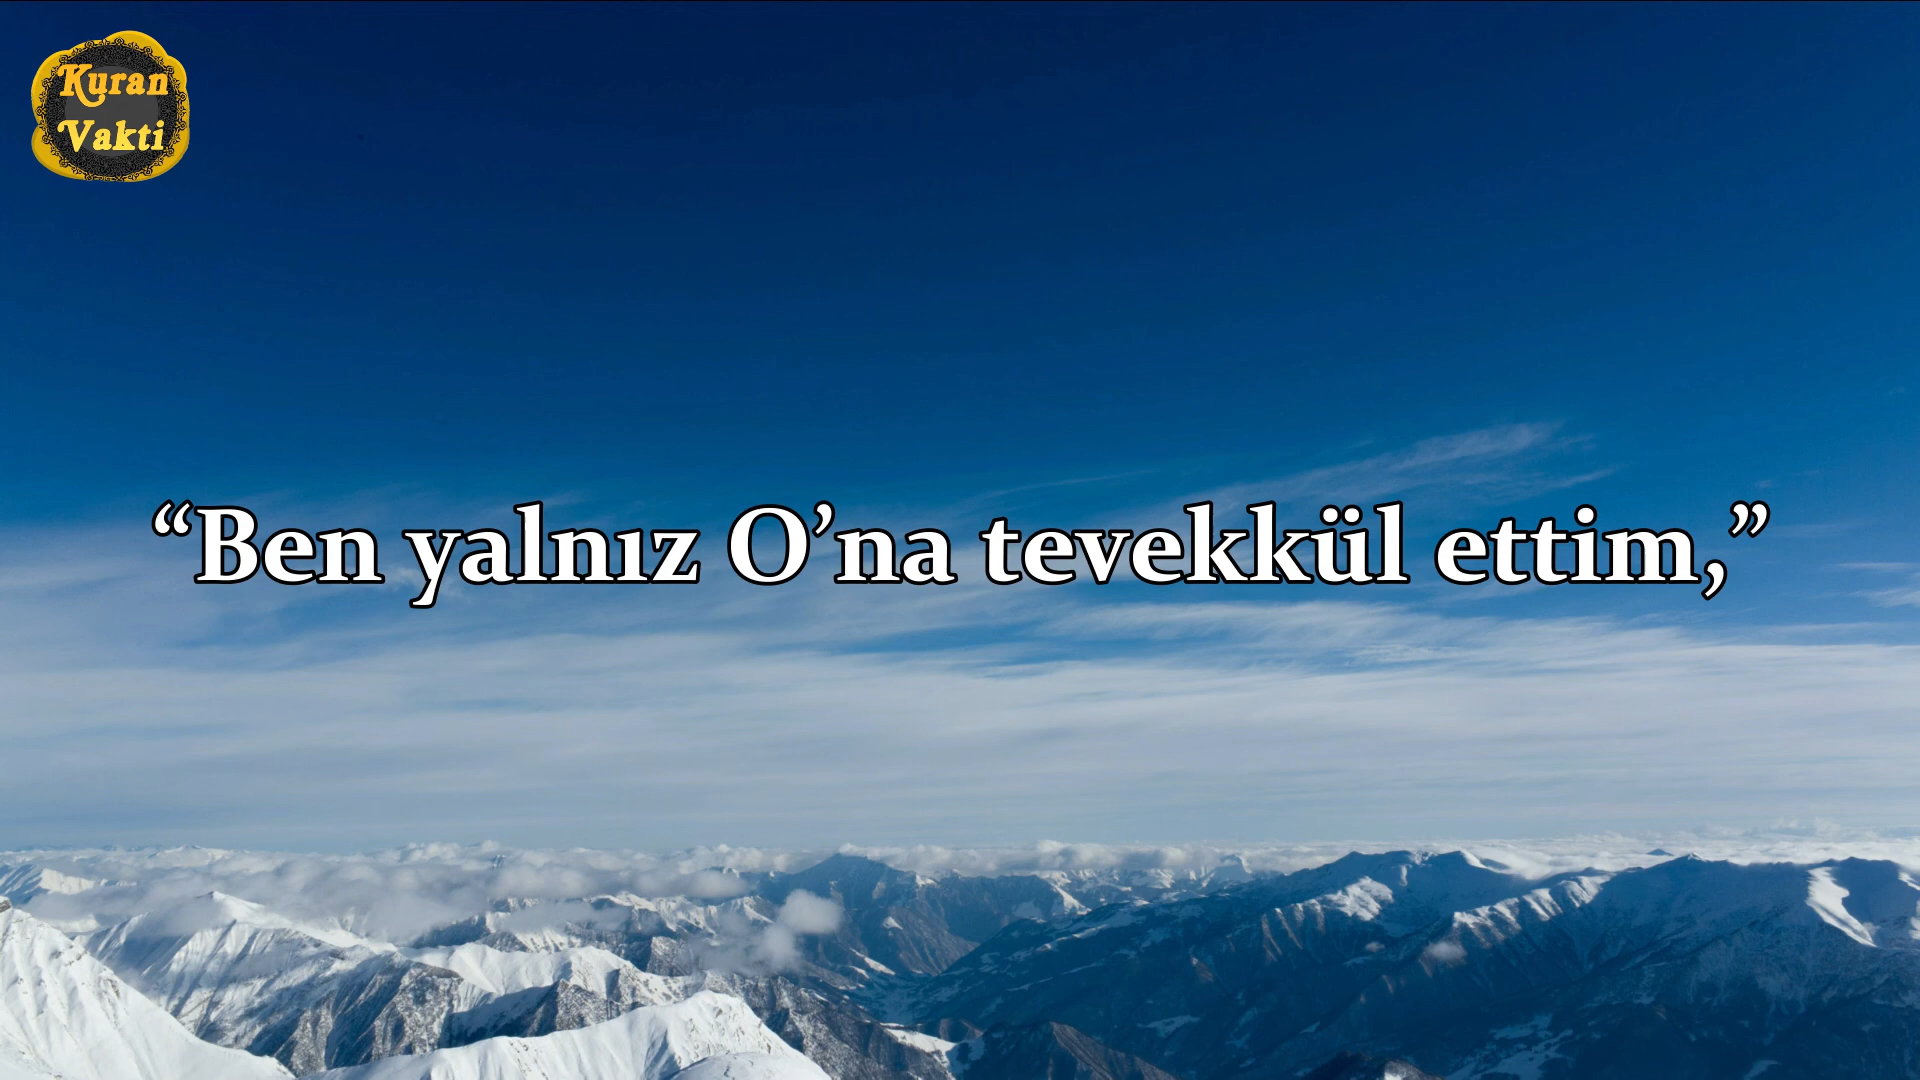 Kuran
Vakti
“Ben yalnız O’na tevekkül ettim,”